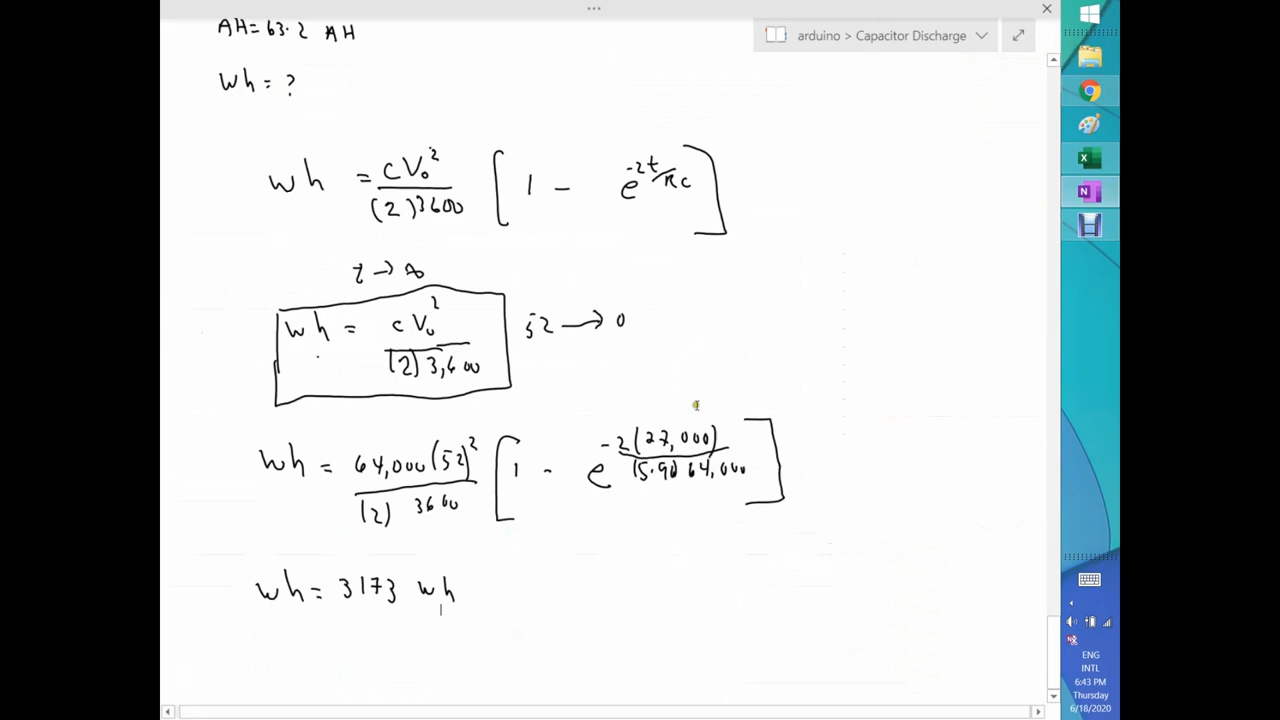 AH=63.2 AH
arduino > Capacitor Discharge
Wh = ?
Wh = CV₀² / (2)3600 [ 1 - e^(-2t/RC) ]
t → ∞
Wh = CV₀² / (2) 3,600
52 → 0
Wh = 64,000(52)² / (2) 3600 [ 1 - e^(-2(27,000) / (5.9) 64,000) ]
Wh = 3173 Wh
ENG
INTL
6:43 PM
Thursday
6/18/2020